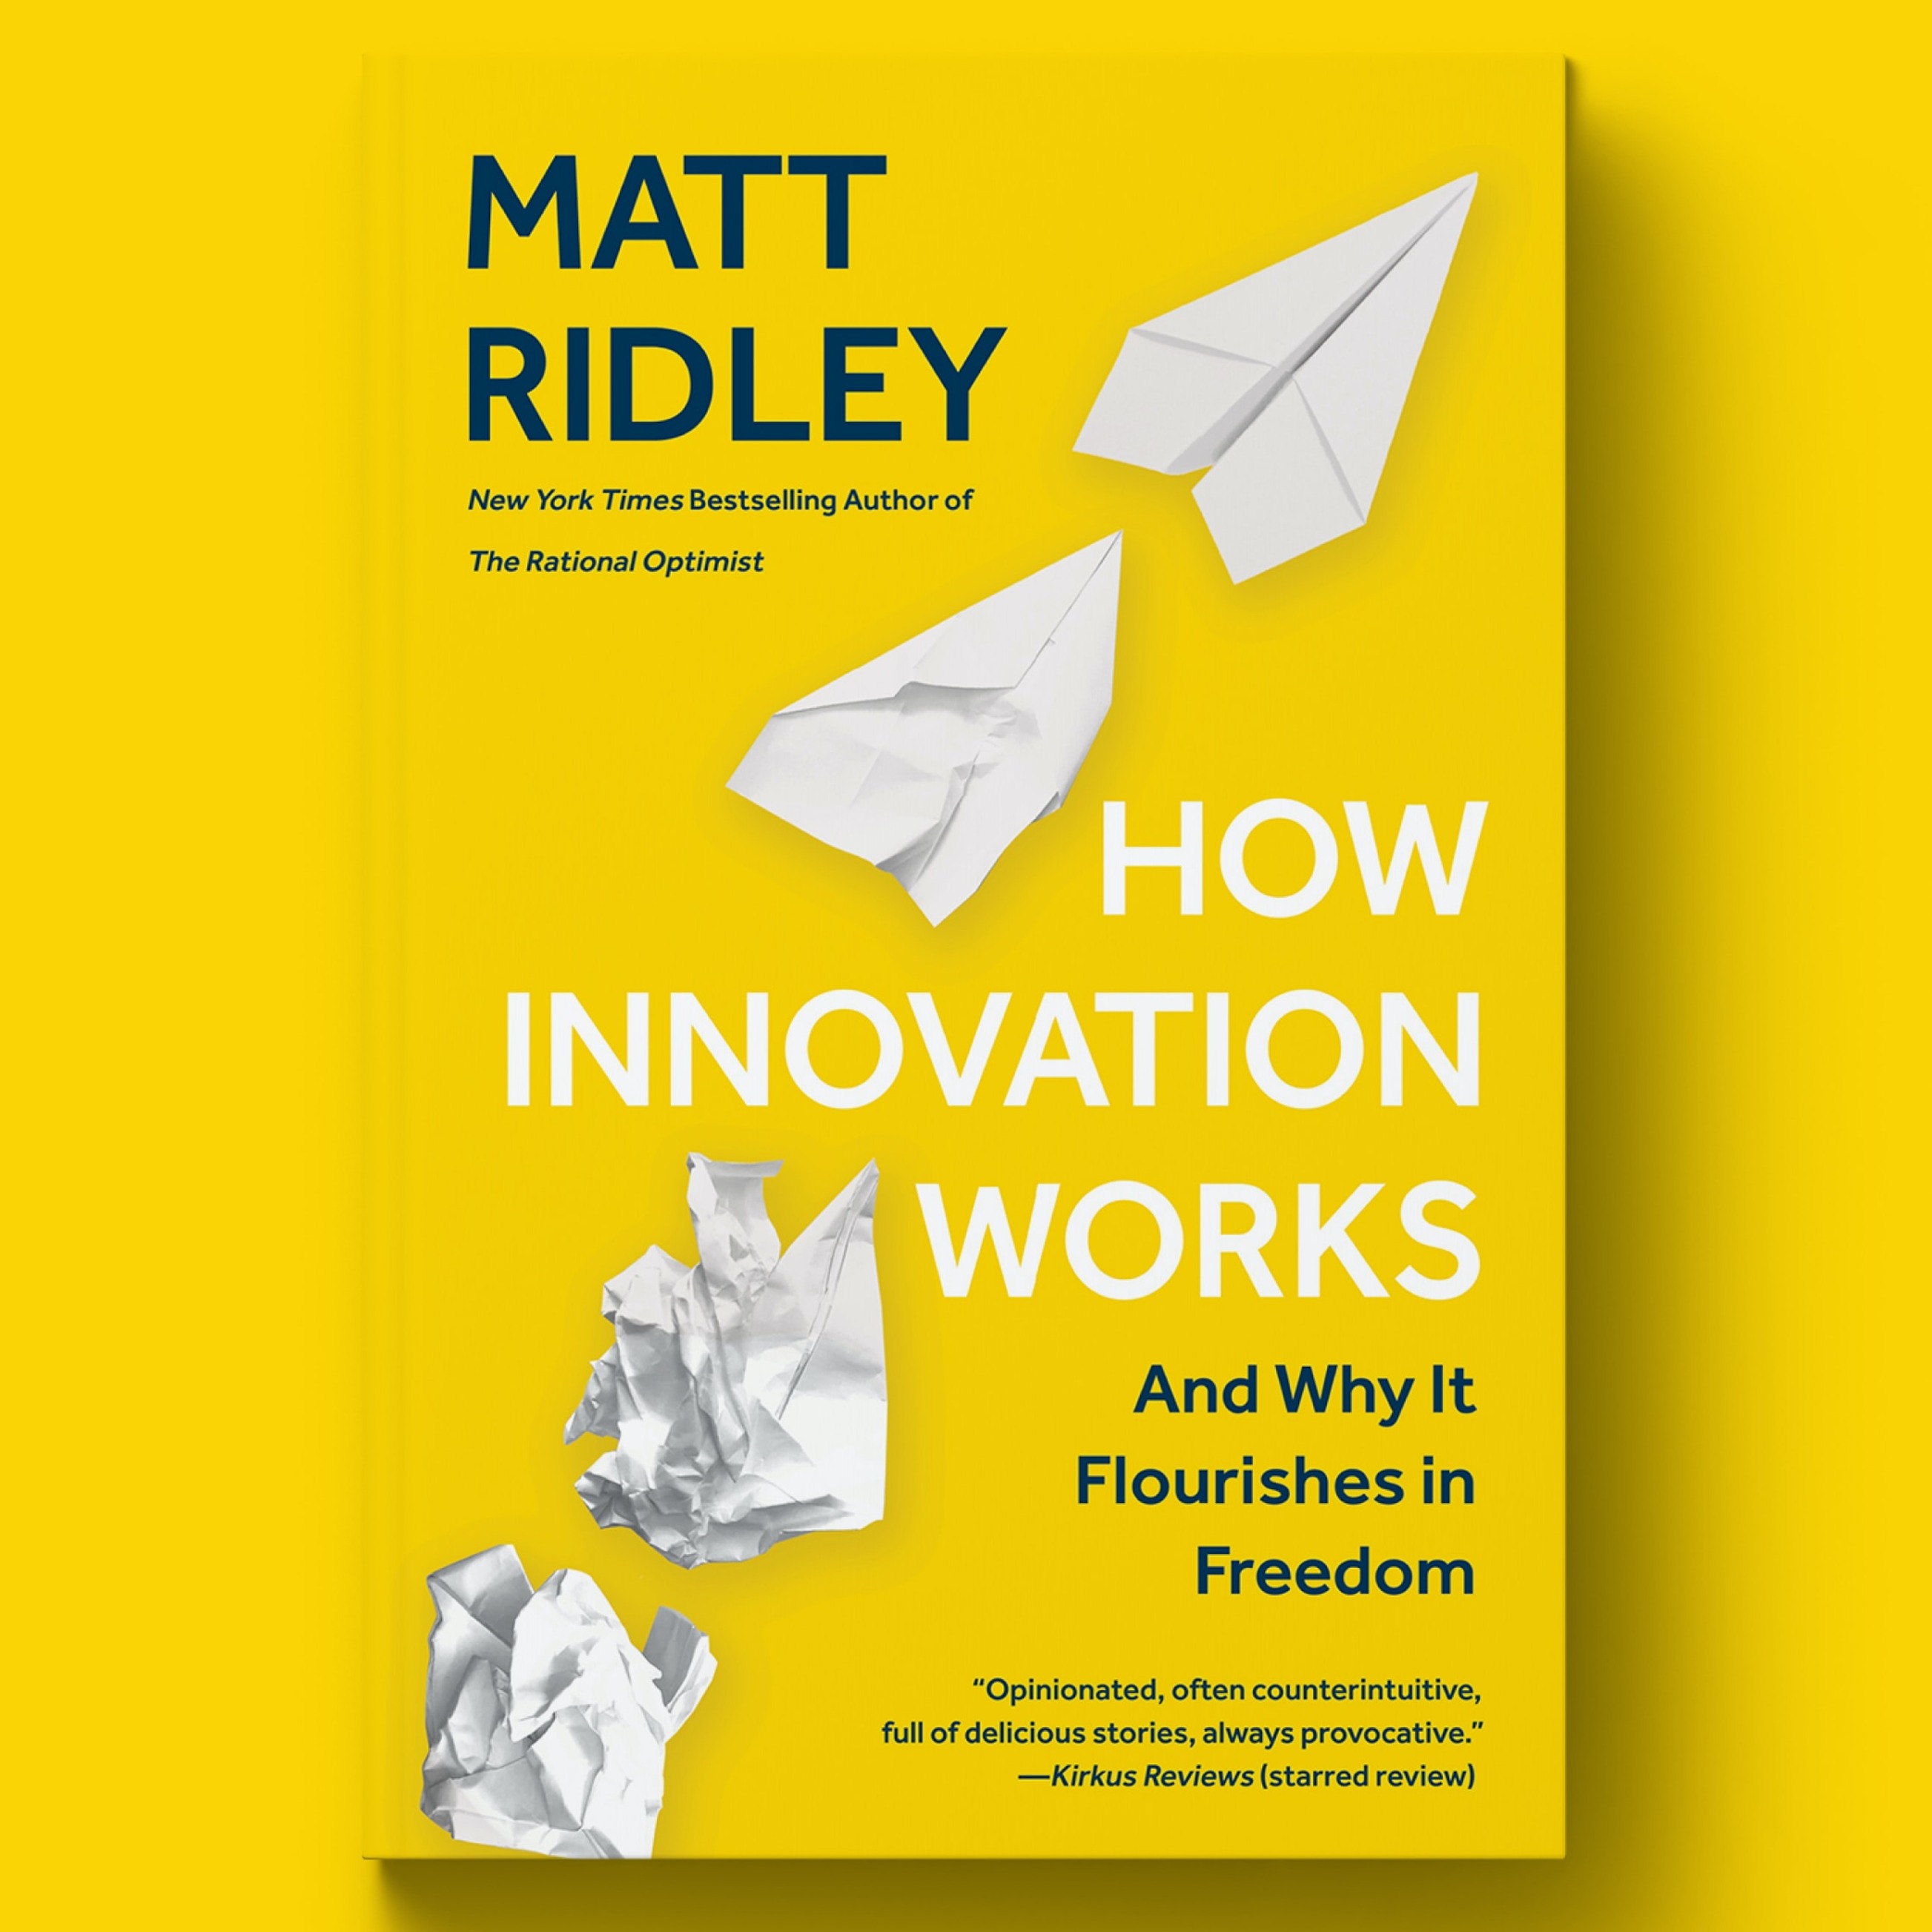 MATT
RIDLEY
New York Times Bestselling Author of
The Rational Optimist
HOW
INNOVATION
WORKS
And Why It
Flourishes in
Freedom
“Opinionated, often counterintuitive,
full of delicious stories, always provocative.”
—Kirkus Reviews (starred review)